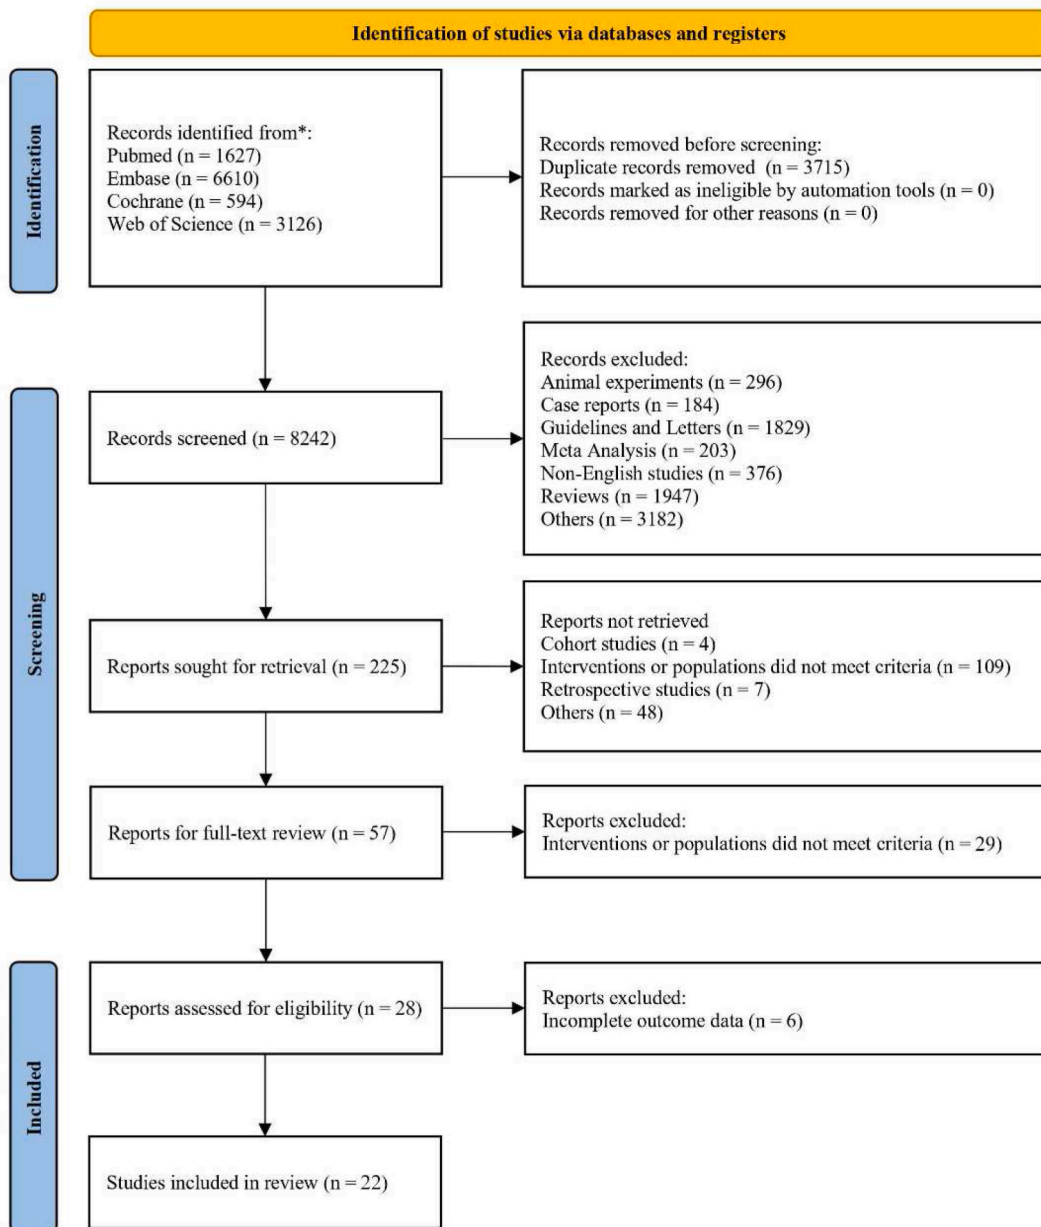 Identification of studies via databases and registers
Identification
Records identified from*:
Pubmed (n = 1627)
Embase (n = 6610)
Cochrane (n = 594)
Web of Science (n = 3126)
Records removed before screening:
Duplicate records removed (n = 3715)
Records marked as ineligible by automation tools (n = 0)
Records removed for other reasons (n = 0)
Screening
Records screened (n = 8242)
Records excluded:
Animal experiments (n = 296)
Case reports (n = 184)
Guidelines and Letters (n = 1829)
Meta Analysis (n = 203)
Non-English studies (n = 376)
Reviews (n = 1947)
Others (n = 3182)
Reports sought for retrieval (n = 225)
Reports not retrieved
Cohort studies (n = 4)
Interventions or populations did not meet criteria (n = 109)
Retrospective studies (n = 7)
Others (n = 48)
Reports for full-text review (n = 57)
Reports excluded:
Interventions or populations did not meet criteria (n = 29)
Included
Reports assessed for eligibility (n = 28)
Reports excluded:
Incomplete outcome data (n = 6)
Studies included in review (n = 22)